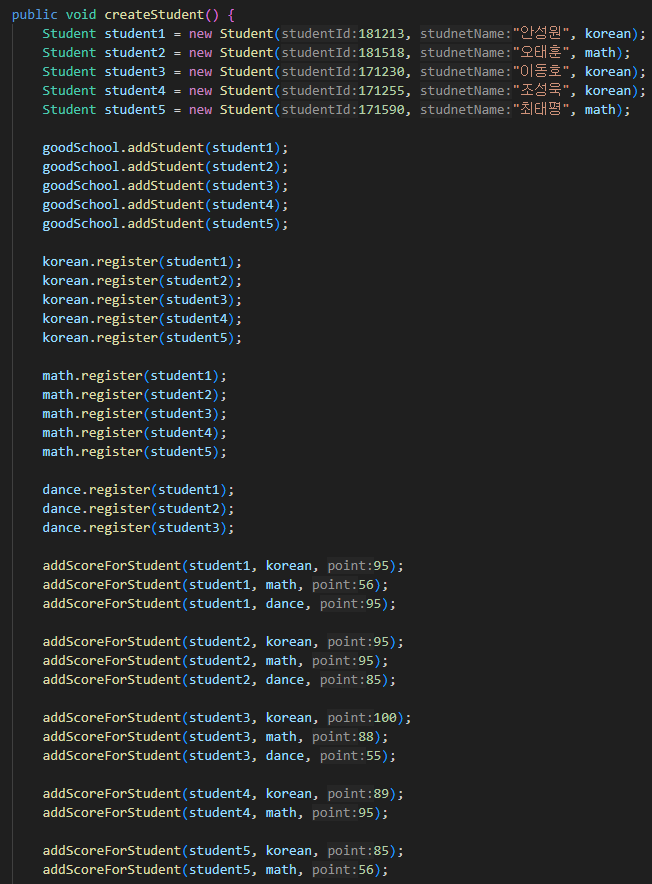 public void createStudent() {
Student student1 = new Student(studentId:181213, studnetName:"안성원", korean);
Student student2 = new Student(studentId:181518, studnetName:"오태훈", math);
Student student3 = new Student(studentId:171230, studnetName:"이동호", korean);
Student student4 = new Student(studentId:171255, studnetName:"조성욱", korean);
Student student5 = new Student(studentId:171590, studnetName:"최태평", math);
goodSchool.addStudent(student1);
goodSchool.addStudent(student2);
goodSchool.addStudent(student3);
goodSchool.addStudent(student4);
goodSchool.addStudent(student5);
korean.register(student1);
korean.register(student2);
korean.register(student3);
korean.register(student4);
korean.register(student5);
math.register(student1);
math.register(student2);
math.register(student3);
math.register(student4);
math.register(student5);
dance.register(student1);
dance.register(student2);
dance.register(student3);
addScoreForStudent(student1, korean, point:95);
addScoreForStudent(student1, math, point:56);
addScoreForStudent(student1, dance, point:95);
addScoreForStudent(student2, korean, point:95);
addScoreForStudent(student2, math, point:95);
addScoreForStudent(student2, dance, point:85);
addScoreForStudent(student3, korean, point:100);
addScoreForStudent(student3, math, point:88);
addScoreForStudent(student3, dance, point:55);
addScoreForStudent(student4, korean, point:89);
addScoreForStudent(student4, math, point:95);
addScoreForStudent(student5, korean, point:85);
addScoreForStudent(student5, math, point:56);